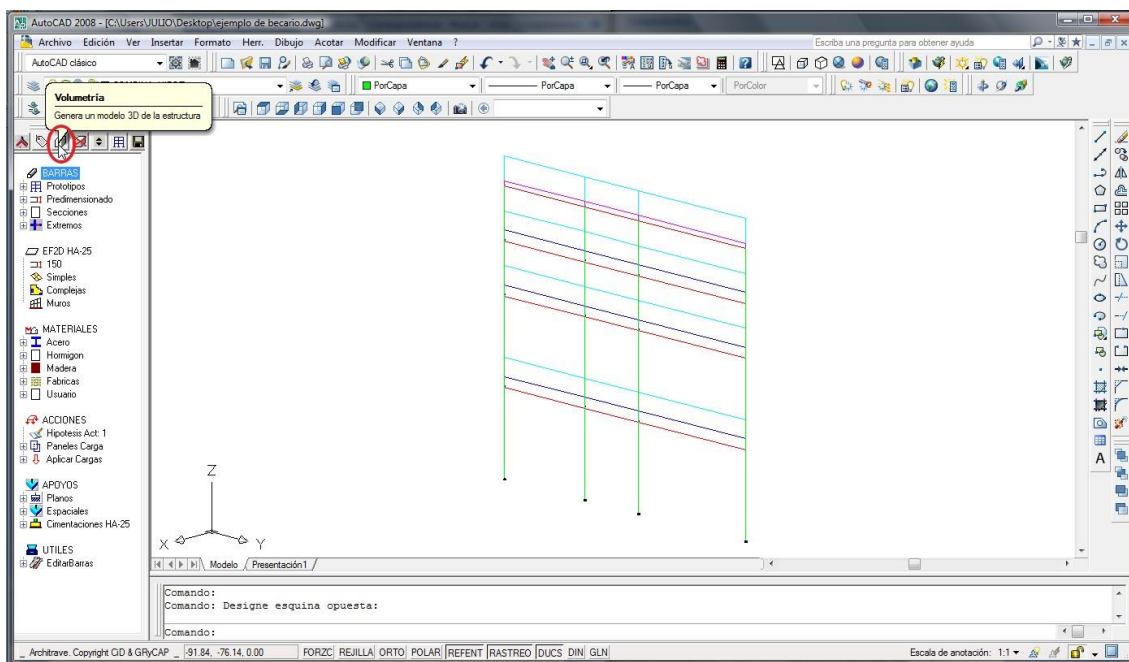 AutoCAD 2008 - [C:\Users\JULIO\Desktop\ejemplo de becario.dwg]
Archivo Edición Ver Insertar Formato Herr. Dibujo Acotar Modificar Ventana ?
Escriba una pregunta para obtener ayuda
AutoCAD clásico
PorCapa PorCapa PorCapa PorColor
Volumetría
Genera un modelo 3D de la estructura
BARRAS
Prototipos
Predimensionado
Secciones
Extremos
EF2D HA-25
150
Simples
Complejas
Muros
MATERIALES
Acero
Hormigon
Madera
Fabricas
Usuario
ACCIONES
Hipotesis Act: 1
Paneles Carga
Aplicar Cargas
APOYOS
Planos
Espaciales
Cimentaciones HA-25
UTILES
EditarBarras
Z
X Y
Modelo Presentación1
Comando:
Comando: Designe esquina opuesta:
Comando:
_ Architrave. Copyright CiD & GRyCAP _ -91.84, -76.14, 0.00 FORZC REJILLA ORTO POLAR REFENT RASTREO DUCS DIN GLN Escala de anotación: 1:1